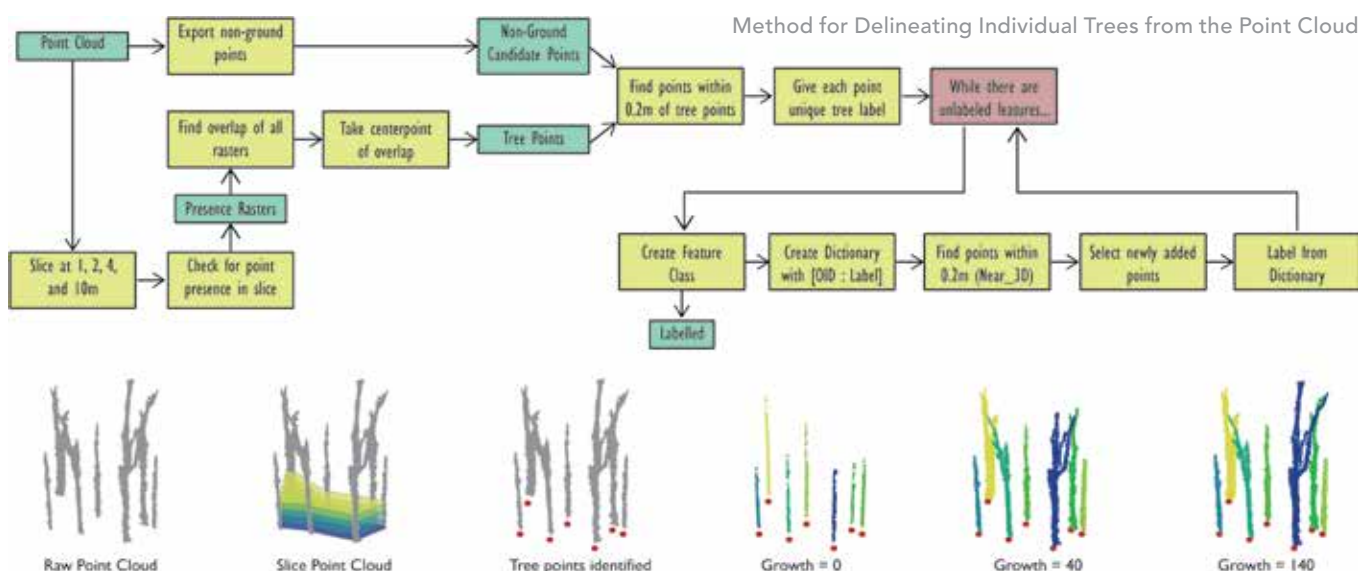 Method for Delineating Individual Trees from the Point Cloud
Point Cloud
Export non-ground
points
Non-Ground
Candidate Points
Find points within
0.2m of tree points
Give each point
unique tree label
While there are
unlabeled features...
Find overlap of all
rasters
Take centerpoint
of overlap
Tree Points
Presence Rasters
Slice at 1, 2, 4,
and 10m
Check for point
presence in slice
Create Feature
Class
Create Dictionary
with [OID : Label]
Find points within
0.2m (Near_3D)
Select newly added
points
Label from
Dictionary
Labelled
Raw Point Cloud
Slice Point Cloud
Tree points identified
Growth = 0
Growth = 40
Growth = 140